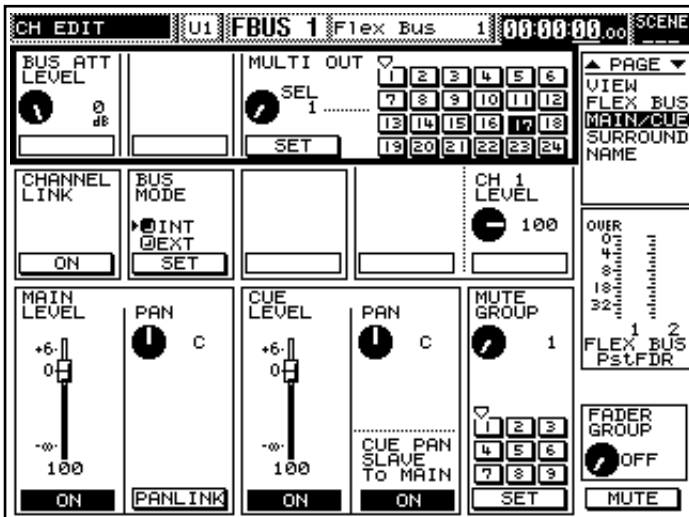 CH EDIT U1 FBUS 1 Flex Bus 1 00:00:00.00 SCENE
---
BUS ATT LEVEL
0 dB
MULTI OUT
SEL
1
SET
1 2 3 4 5 6
7 8 9 10 11 12
13 14 15 16 17 18
19 20 21 22 23 24
▲ PAGE ▼
VIEW
FLEX BUS
MAIN/CUE
SURROUND
NAME
CHANNEL
LINK
ON
BUS
MODE
INT
EXT
SET
CH 1
LEVEL
100
OVER
0
4
8
18
32
1 2
FLEX BUS
PstFDR
MAIN
LEVEL
+6
0
-∞
100
ON
PAN
C
PANLINK
CUE
LEVEL
+6
0
-∞
100
ON
PAN
C
CUE PAN
SLAVE
To MAIN
ON
MUTE
GROUP
1
1 2 3
4 5 6
7 8 9
SET
FADER
GROUP
OFF
MUTE